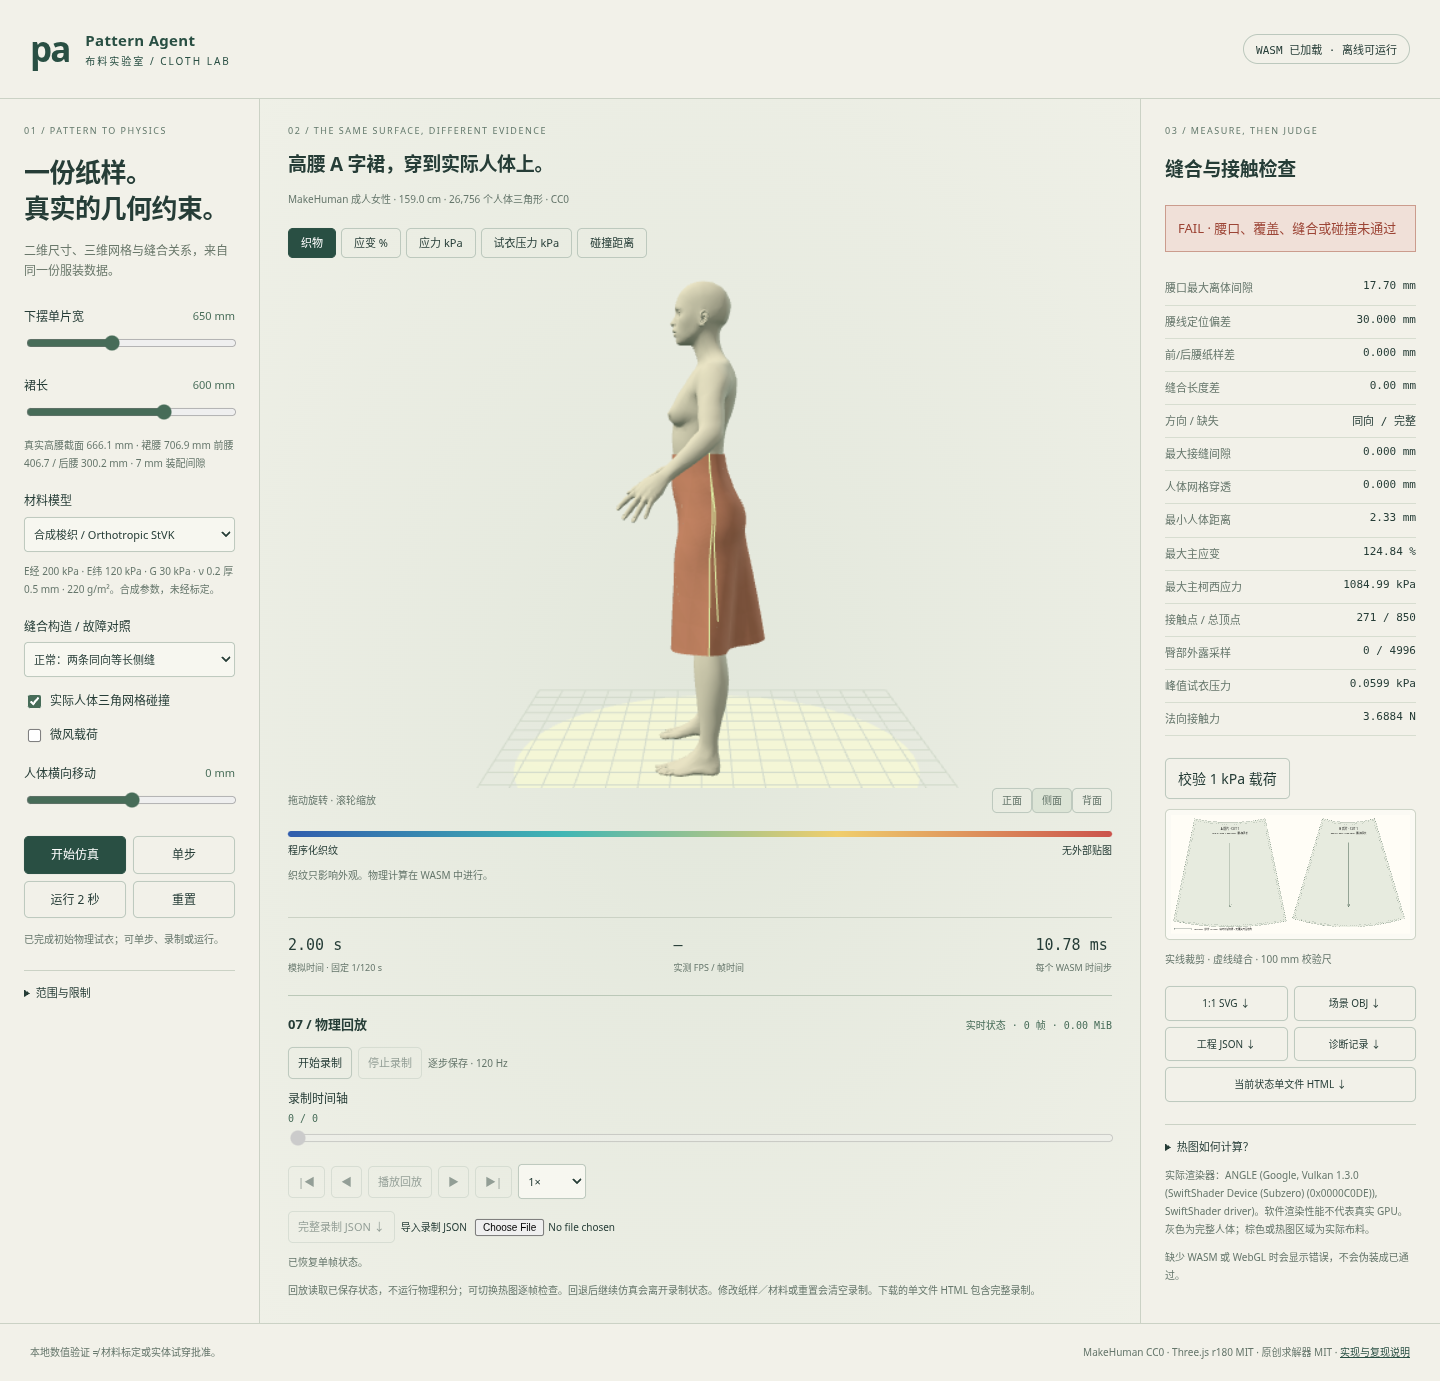 pa
Pattern Agent
布料实验室 / CLOTH LAB
WASM 已加载 · 离线可运行
01 / PATTERN TO PHYSICS
一份纸样。
真实的几何约束。
二维尺寸、三维网格与缝合关系，来自
同一份服装数据。
下摆单片宽 650 mm
裙长 600 mm
真实高腰截面 666.1 mm · 裙腰 706.9 mm 前腰
406.7 / 后腰 300.2 mm · 7 mm 装配间隙
材料模型
合成梭织 / Orthotropic StVK
E经 200 kPa · E纬 120 kPa · G 30 kPa · ν 0.2 厚
0.5 mm · 220 g/m²。合成参数，未经标定。
缝合构造 / 故障对照
正常：两条同向等长侧缝
实际人体三角网格碰撞
微风载荷
人体横向移动 0 mm
开始仿真 单步
运行 2 秒 重置
已完成初始物理试衣；可单步、录制或运行。
范围与限制
02 / THE SAME SURFACE, DIFFERENT EVIDENCE
高腰 A 字裙，穿到实际人体上。
MakeHuman 成人女性 · 159.0 cm · 26,756 个人体三角形 · CC0
织物 应变 % 应力 kPa 试衣压力 kPa 碰撞距离
拖动旋转 · 滚轮缩放 正面 侧面 背面
程序化织纹 无外部贴图
织纹只影响外观。物理计算在 WASM 中进行。
2.00 s — 10.78 ms
模拟时间 · 固定 1/120 s 实测 FPS / 帧时间 每个 WASM 时间步
07 / 物理回放 实时状态 · 0 帧 · 0.00 MiB
开始录制 停止录制 逐步保存 · 120 Hz
录制时间轴
0 / 0
|◀ ◀ 播放回放 ▶ ▶| 1×
完整录制 JSON ↓ 导入录制 JSON Choose File No file chosen
已恢复单帧状态。
回放读取已保存状态，不运行物理积分；可切换热图逐帧检查。回退后继续仿真会离开录制状态。修改纸样／材料或重置会清空录制。下载的单文件 HTML 包含完整录制。
03 / MEASURE, THEN JUDGE
缝合与接触检查
FAIL · 腰口、覆盖、缝合或碰撞未通过
腰口最大离体间隙 17.70 mm
腰线定位偏差 30.000 mm
前/后腰纸样差 0.000 mm
缝合长度差 0.00 mm
方向 / 缺失 同向 / 完整
最大接缝间隙 0.000 mm
人体网格穿透 0.000 mm
最小人体距离 2.33 mm
最大主应变 124.84 %
最大主柯西应力 1084.99 kPa
接触点 / 总顶点 271 / 850
臀部外露采样 0 / 4996
峰值试衣压力 0.0599 kPa
法向接触力 3.6884 N
校验 1 kPa 载荷
实线裁剪 · 虚线缝合 · 100 mm 校验尺
1:1 SVG ↓ 场景 OBJ ↓
工程 JSON ↓ 诊断记录 ↓
当前状态单文件 HTML ↓
热图如何计算？
实际渲染器：ANGLE (Google, Vulkan 1.3.0
(SwiftShader Device (Subzero) (0x0000C0DE)),
SwiftShader driver)。软件渲染性能不代表真实 GPU。
灰色为完整人体；棕色或热图区域为实际布料。
缺少 WASM 或 WebGL 时会显示错误，不会伪装成已通
过。
本地数值验证 ≠ 材料标定或实体试穿批准。
MakeHuman CC0 · Three.js r180 MIT · 原创求解器 MIT · 实现与复现说明